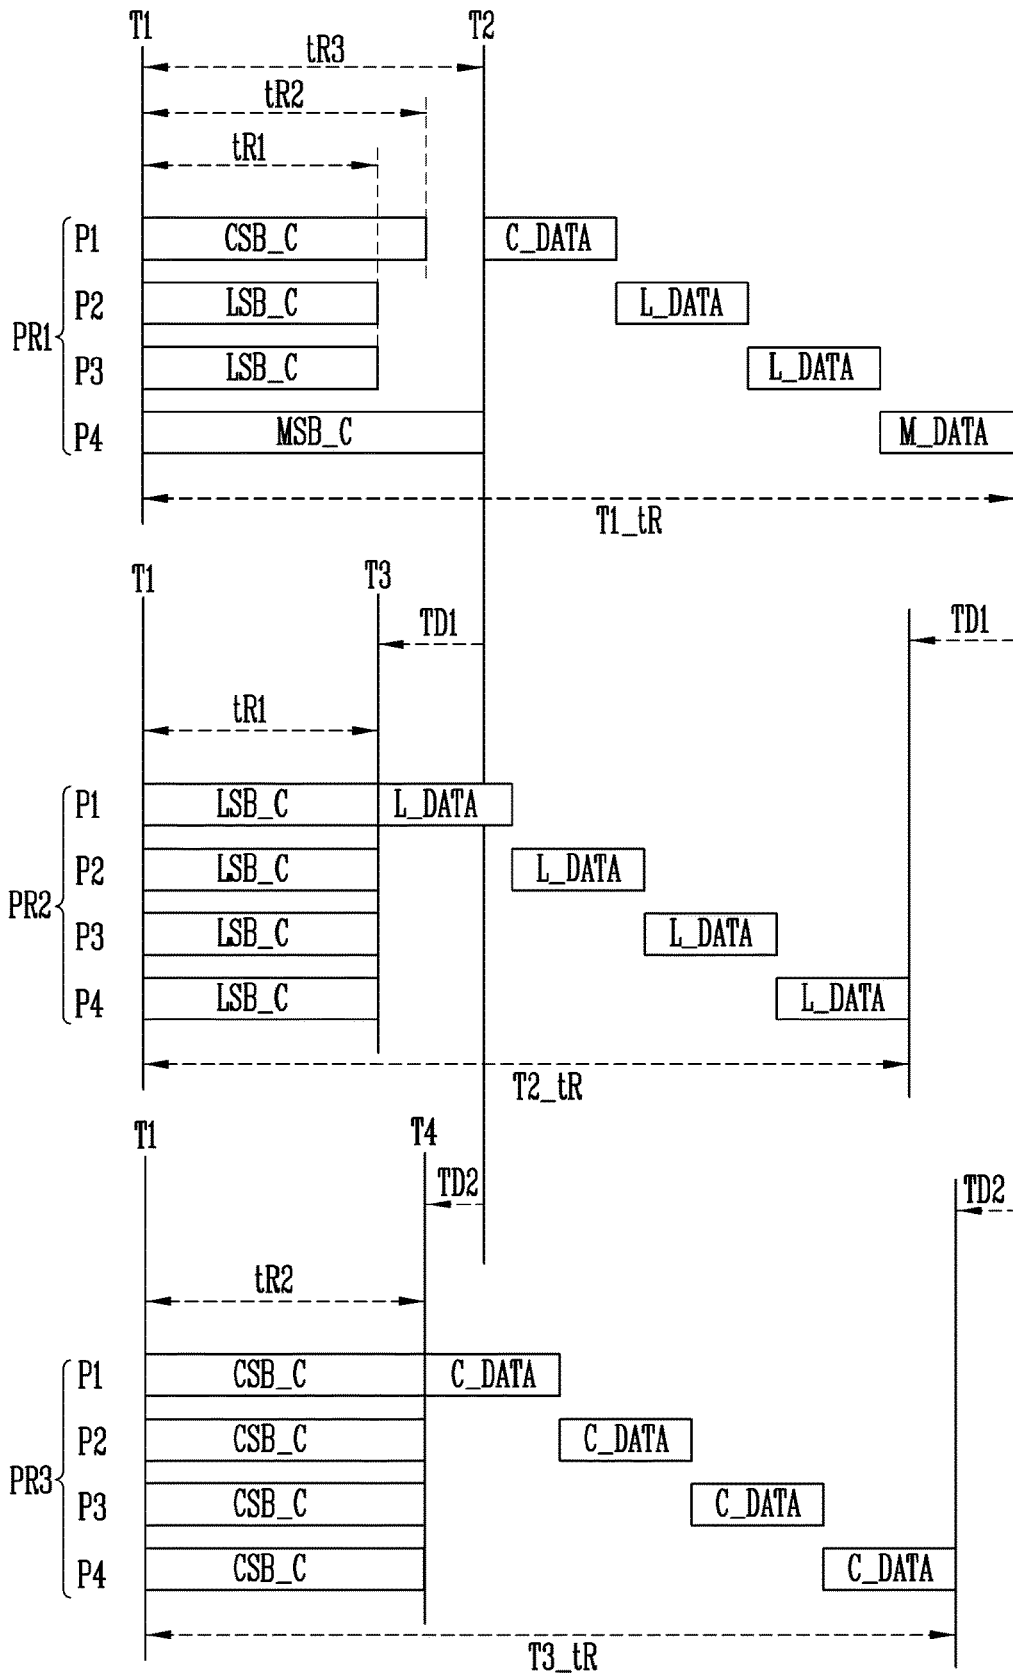 T1 T2
tR3
tR2
tR1
P1 CSB_C C_DATA
P2 LSB_C L_DATA
PR1
P3 LSB_C L_DATA
P4 MSB_C M_DATA
T1_tR
T1 T3
TD1 TD1
tR1
P1 LSB_C L_DATA
P2 LSB_C L_DATA
PR2
P3 LSB_C L_DATA
P4 LSB_C L_DATA
T2_tR
T1 T4
TD2 TD2
tR2
P1 CSB_C C_DATA
P2 CSB_C C_DATA
PR3
P3 CSB_C C_DATA
P4 CSB_C C_DATA
T3_tR